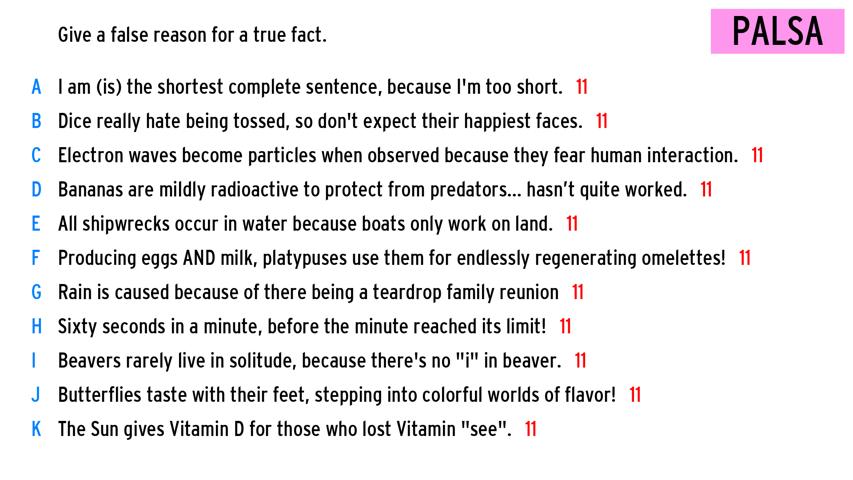 Give a false reason for a true fact.
PALSA
A I am (is) the shortest complete sentence, because I'm too short. 11
B Dice really hate being tossed, so don't expect their happiest faces. 11
C Electron waves become particles when observed because they fear human interaction. 11
D Bananas are mildly radioactive to protect from predators... hasn't quite worked. 11
E All shipwrecks occur in water because boats only work on land. 11
F Producing eggs AND milk, platypuses use them for endlessly regenerating omelettes! 11
G Rain is caused because of there being a teardrop family reunion 11
H Sixty seconds in a minute, before the minute reached its limit! 11
I Beavers rarely live in solitude, because there's no "i" in beaver. 11
J Butterflies taste with their feet, stepping into colorful worlds of flavor! 11
K The Sun gives Vitamin D for those who lost Vitamin "see". 11